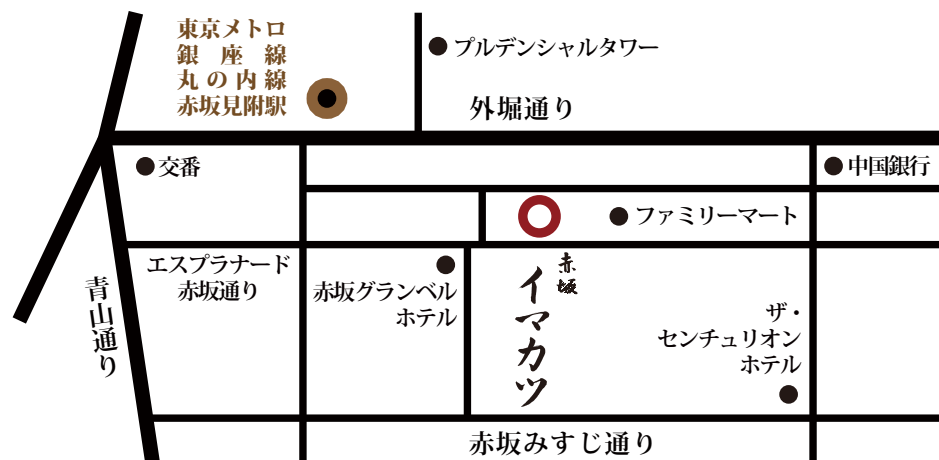 東京メトロ
銀座線
丸の内線
赤坂見附駅
プルデンシャルタワー
外堀通り
交番
中国銀行
ファミリーマート
エスプラナード
赤坂通り
青山通り
赤坂グランベル
ホテル
赤坂
イマカツ
ザ・
センチュリオン
ホテル
赤坂みすじ通り